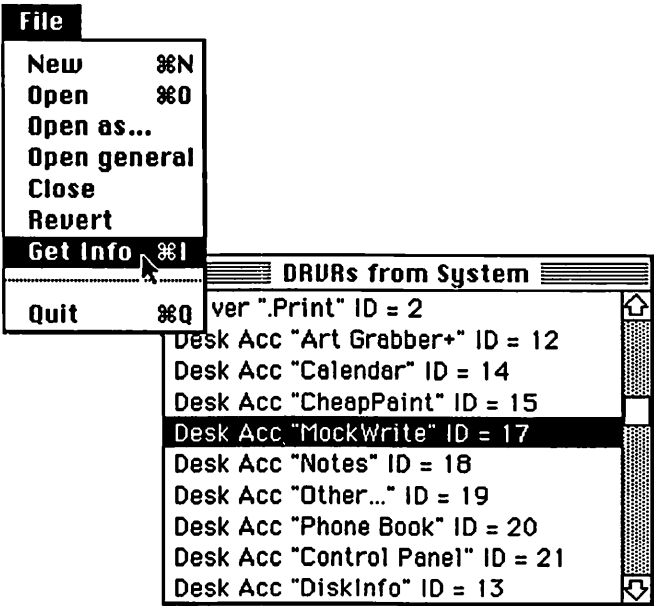 File
New ⌘N
Open ⌘O
Open as...
Open general
Close
Revert
Get Info ⌘I
Quit ⌘Q
DRVRs from System
ver ".Print" ID = 2
Desk Acc "Art Grabber+" ID = 12
Desk Acc "Calendar" ID = 14
Desk Acc "CheapPaint" ID = 15
Desk Acc "MockWrite" ID = 17
Desk Acc "Notes" ID = 18
Desk Acc "Other..." ID = 19
Desk Acc "Phone Book" ID = 20
Desk Acc "Control Panel" ID = 21
Desk Acc "DiskInfo" ID = 13